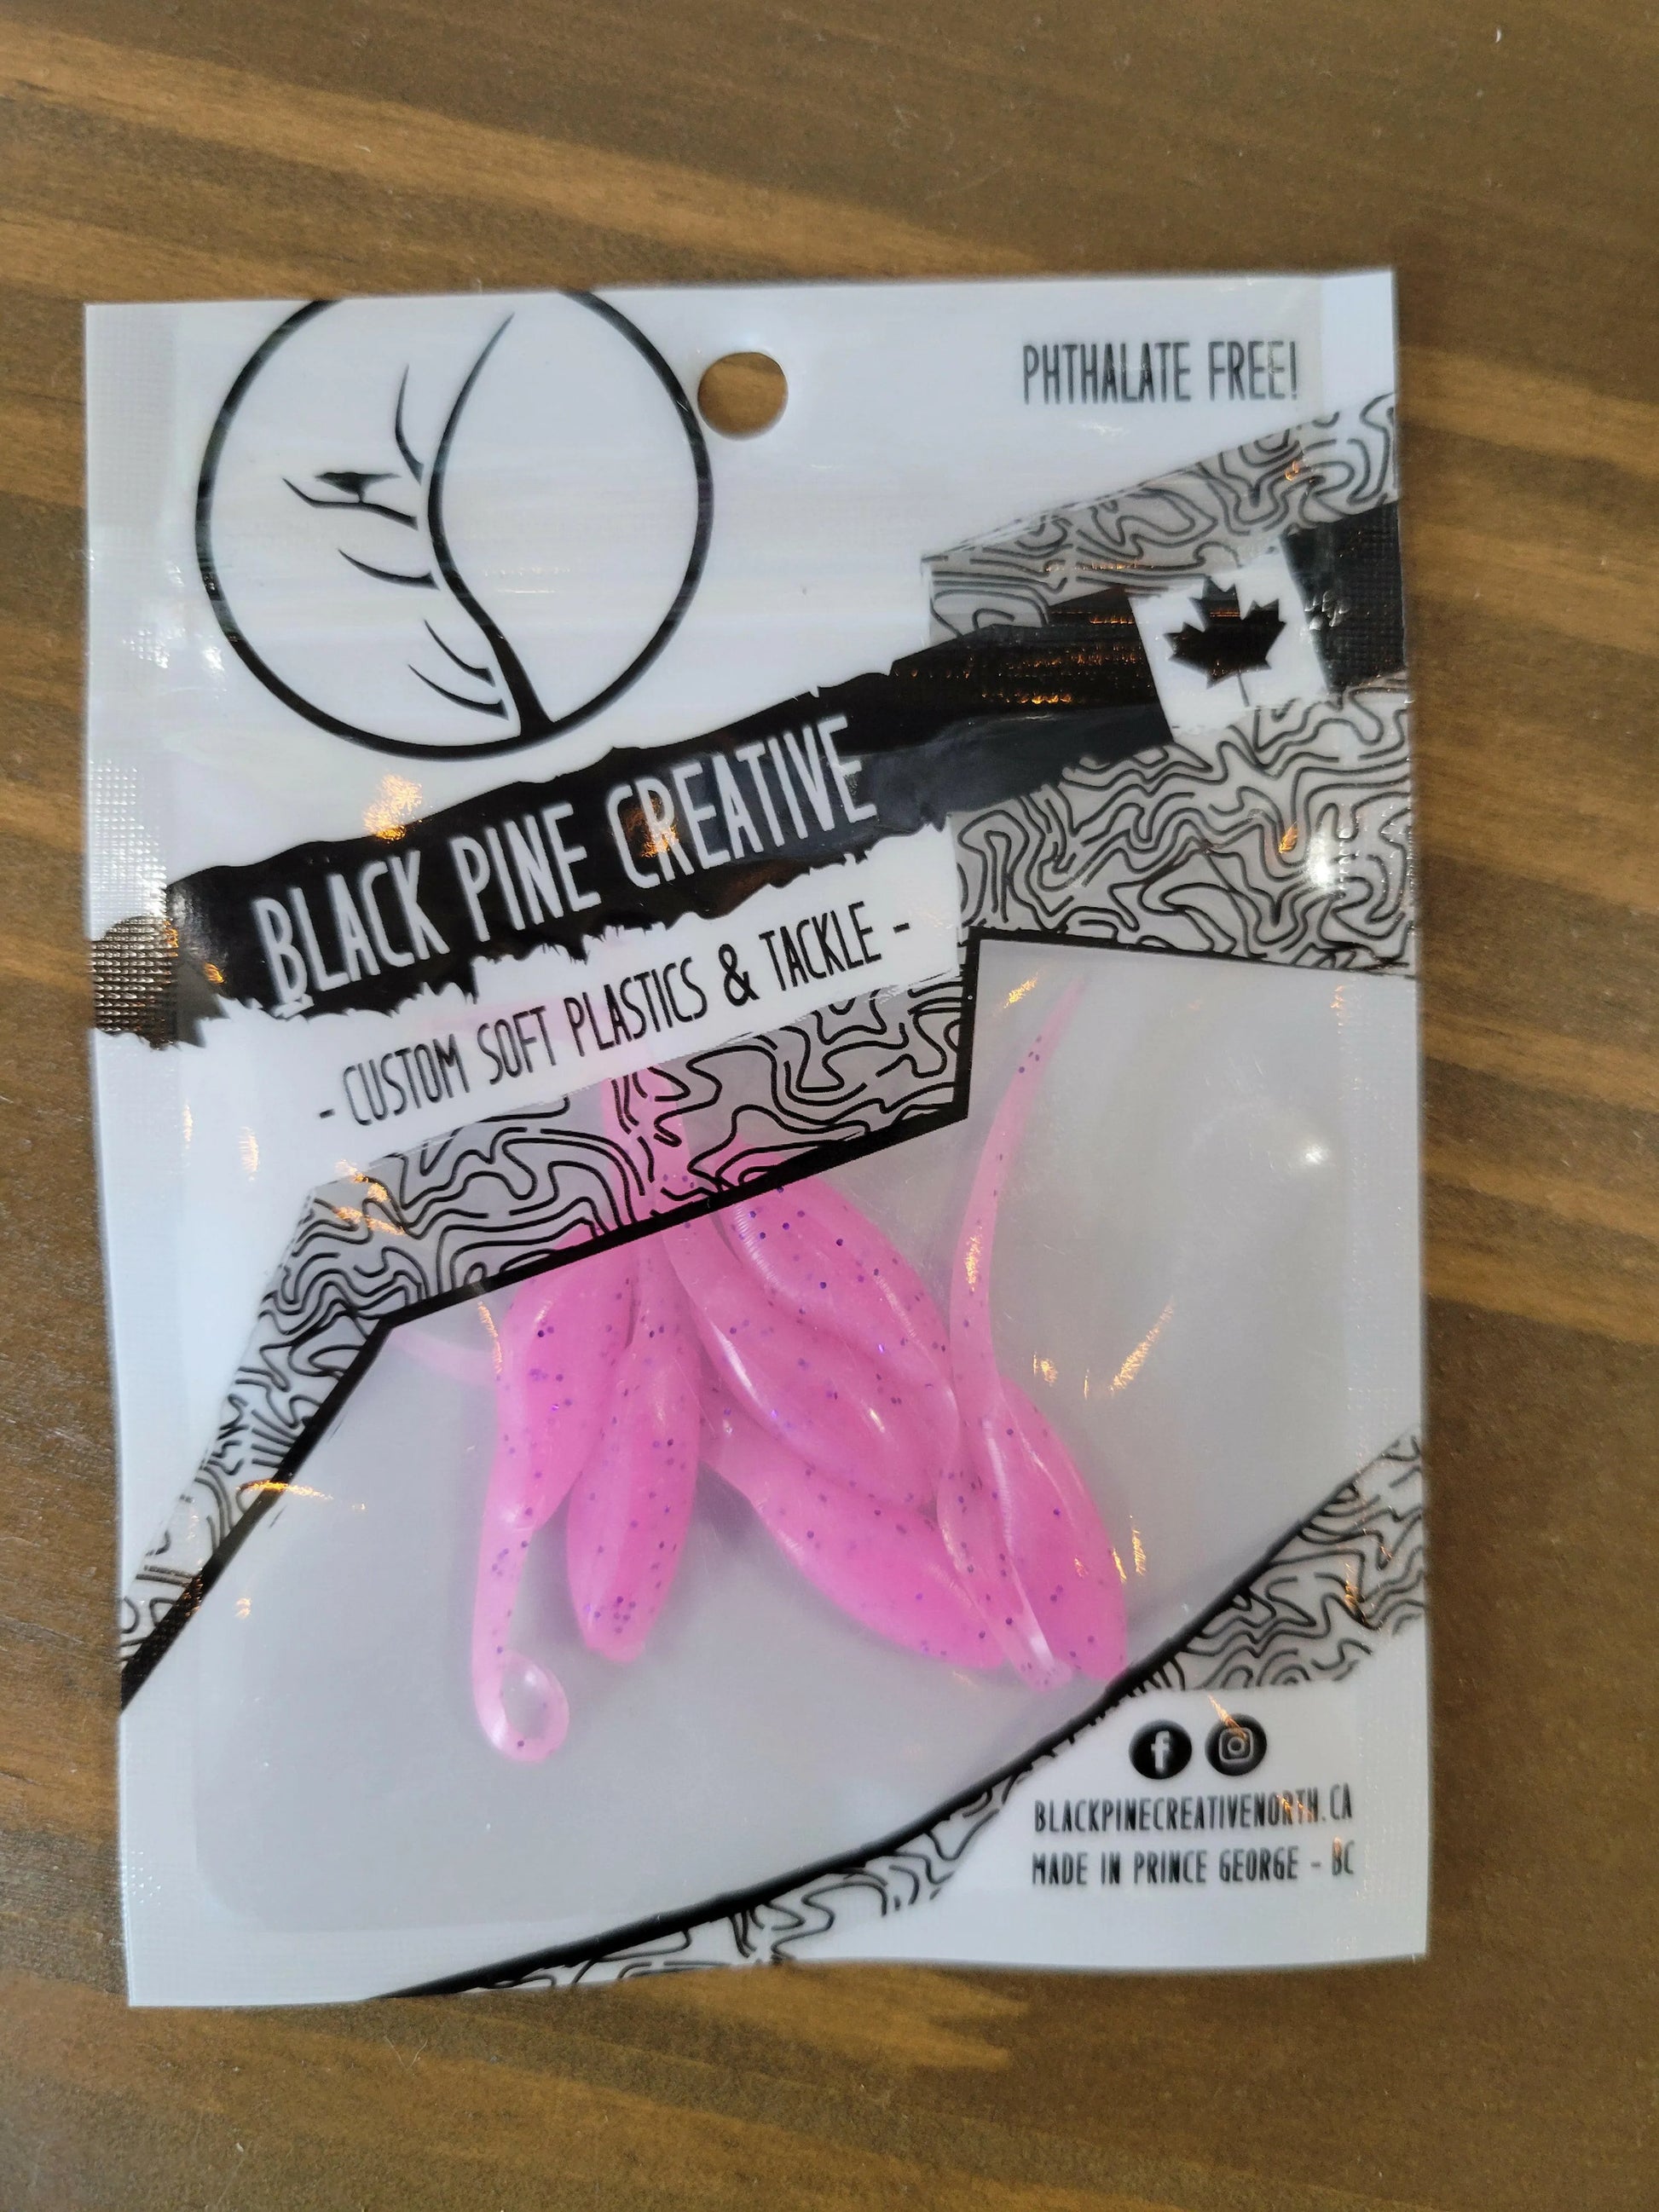 PHTHALATE FREE!
BLACK PINE CREATIVE
- CUSTOM SOFT PLASTICS & TACKLE -
BLACKPINECREATIVENORTH.CA
MADE IN PRINCE GEORGE - BC